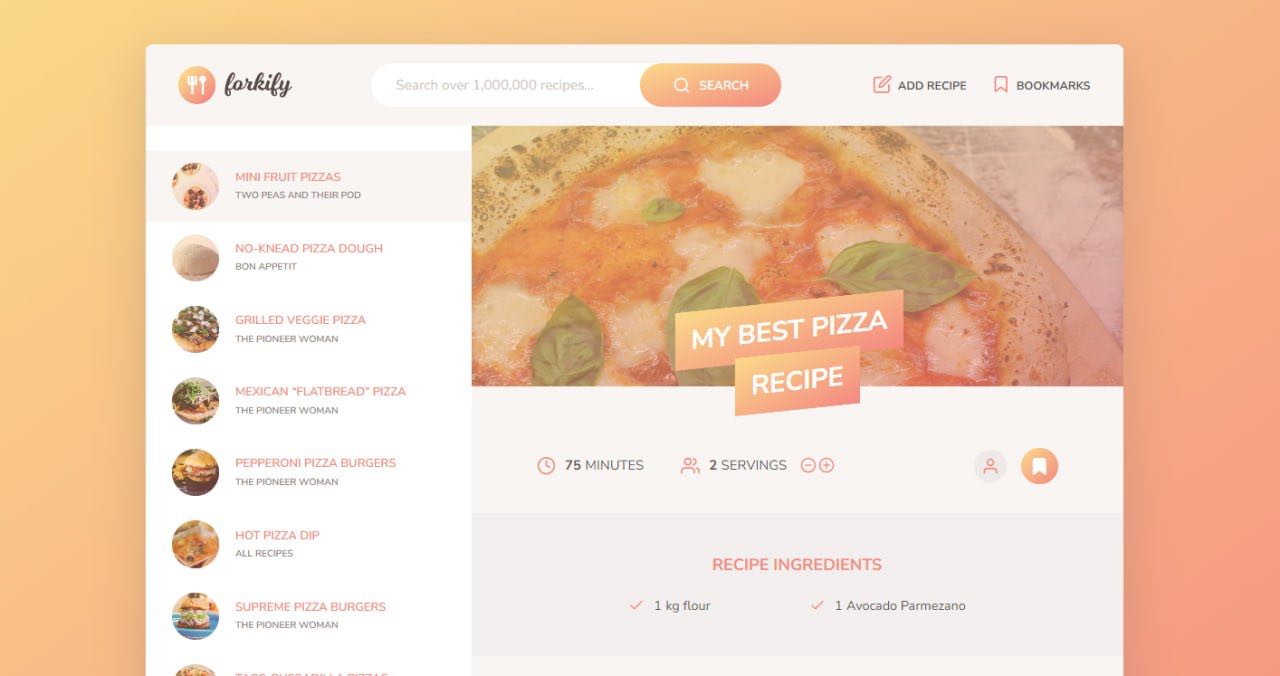 forkify
Search over 1,000,000 recipes...
SEARCH
ADD RECIPE
BOOKMARKS
MINI FRUIT PIZZAS
TWO PEAS AND THEIR POD
NO-KNEAD PIZZA DOUGH
BON APPETIT
GRILLED VEGGIE PIZZA
THE PIONEER WOMAN
MEXICAN “FLATBREAD” PIZZA
THE PIONEER WOMAN
PEPPERONI PIZZA BURGERS
THE PIONEER WOMAN
HOT PIZZA DIP
ALL RECIPES
SUPREME PIZZA BURGERS
THE PIONEER WOMAN
MY BEST PIZZA
RECIPE
75 MINUTES
2 SERVINGS
RECIPE INGREDIENTS
1 kg flour
1 Avocado Parmezano